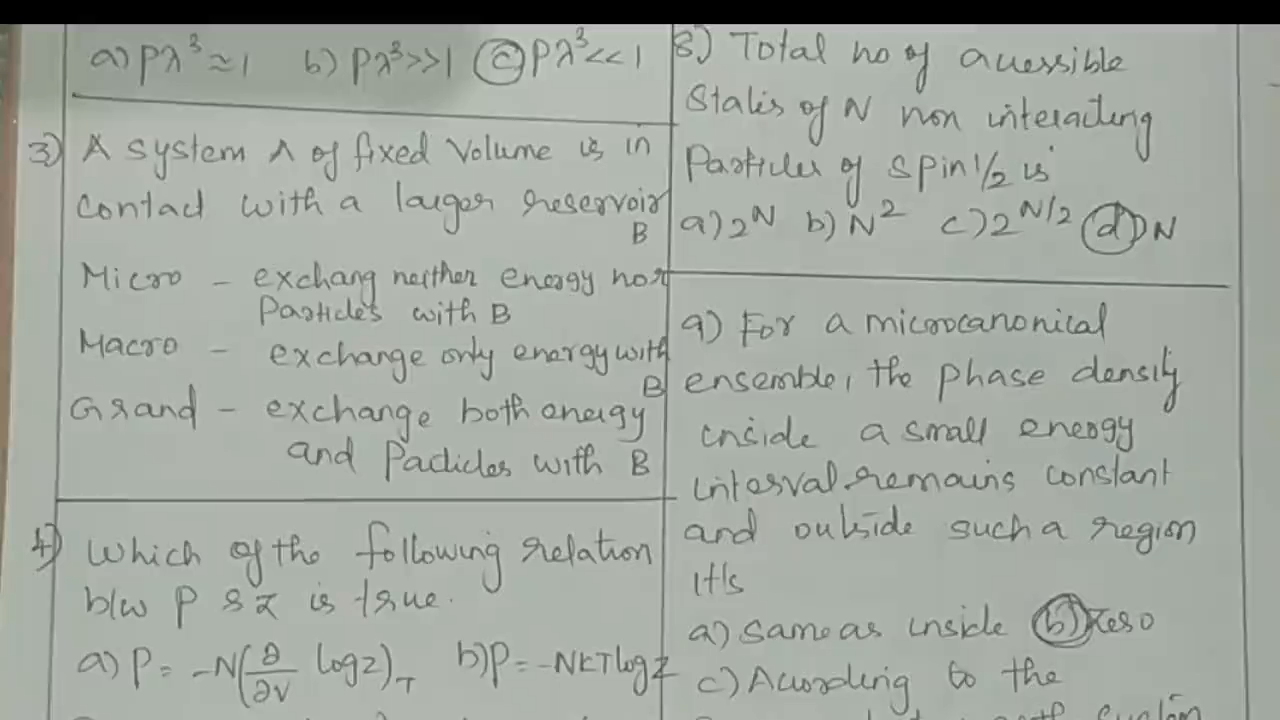 a) ρλ³ ≃ 1 b) ρλ³ >> 1 c) ρλ³ << 1
3) A system A of fixed Volume is in
contact with a larger reservoir
B
Micro - exchang neither energy nor
Particles with B
Macro - exchange only energy with
B
Grand - exchange both energy
and Particles with B
4) Which of the following relation
b/w P & Z is true.
a) P = -N(∂/∂V log z)T b) P = -NKT log z
8.) Total no of accessible
States of N non interacting
Particles of spin 1/2 is
a) 2^N b) N² c) 2^N/2 d) N
9) For a microcanonical
ensemble, the phase density
inside a small energy
interval remains constant
and outside such a region
it/s
a) same as inside b) Zero
c) According to the